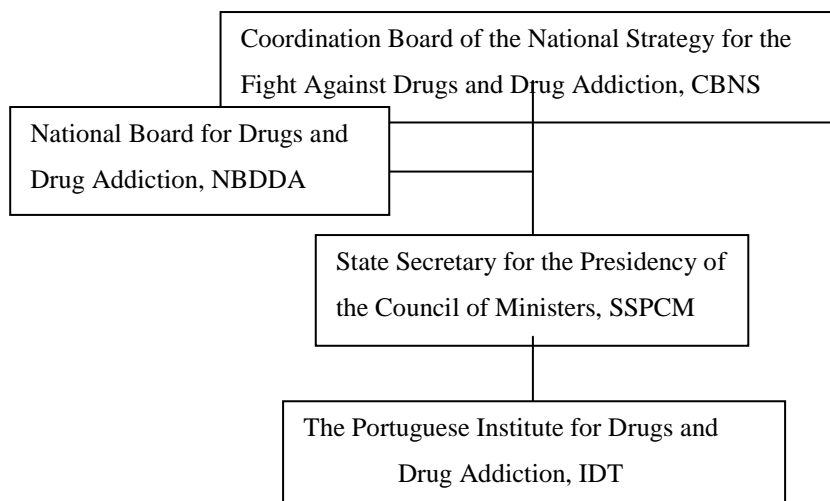 Coordination Board of the National Strategy for the
Fight Against Drugs and Drug Addiction, CBNS
National Board for Drugs and
Drug Addiction, NBDDA
State Secretary for the Presidency of
the Council of Ministers, SSPCM
The Portuguese Institute for Drugs and
Drug Addiction, IDT